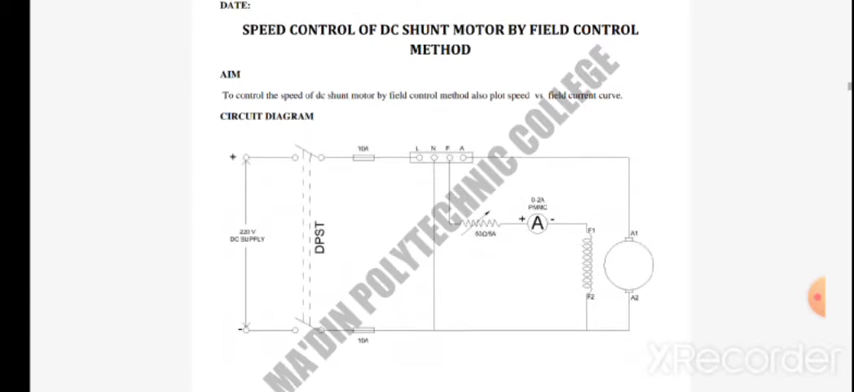 DATE:
SPEED CONTROL OF DC SHUNT MOTOR BY FIELD CONTROL
METHOD
AIM
To control the speed of dc shunt motor by field control method also plot speed vs field current curve.
CIRCUIT DIAGRAM
+
10A
L N F A
0-2A
PMMC
+ A -
50Ω/5A
F1
A1
220 V
DC SUPPLY
DPST
F2
A2
-
10A
MA'DIN POLYTECHNIC COLLEGE
XRecorder